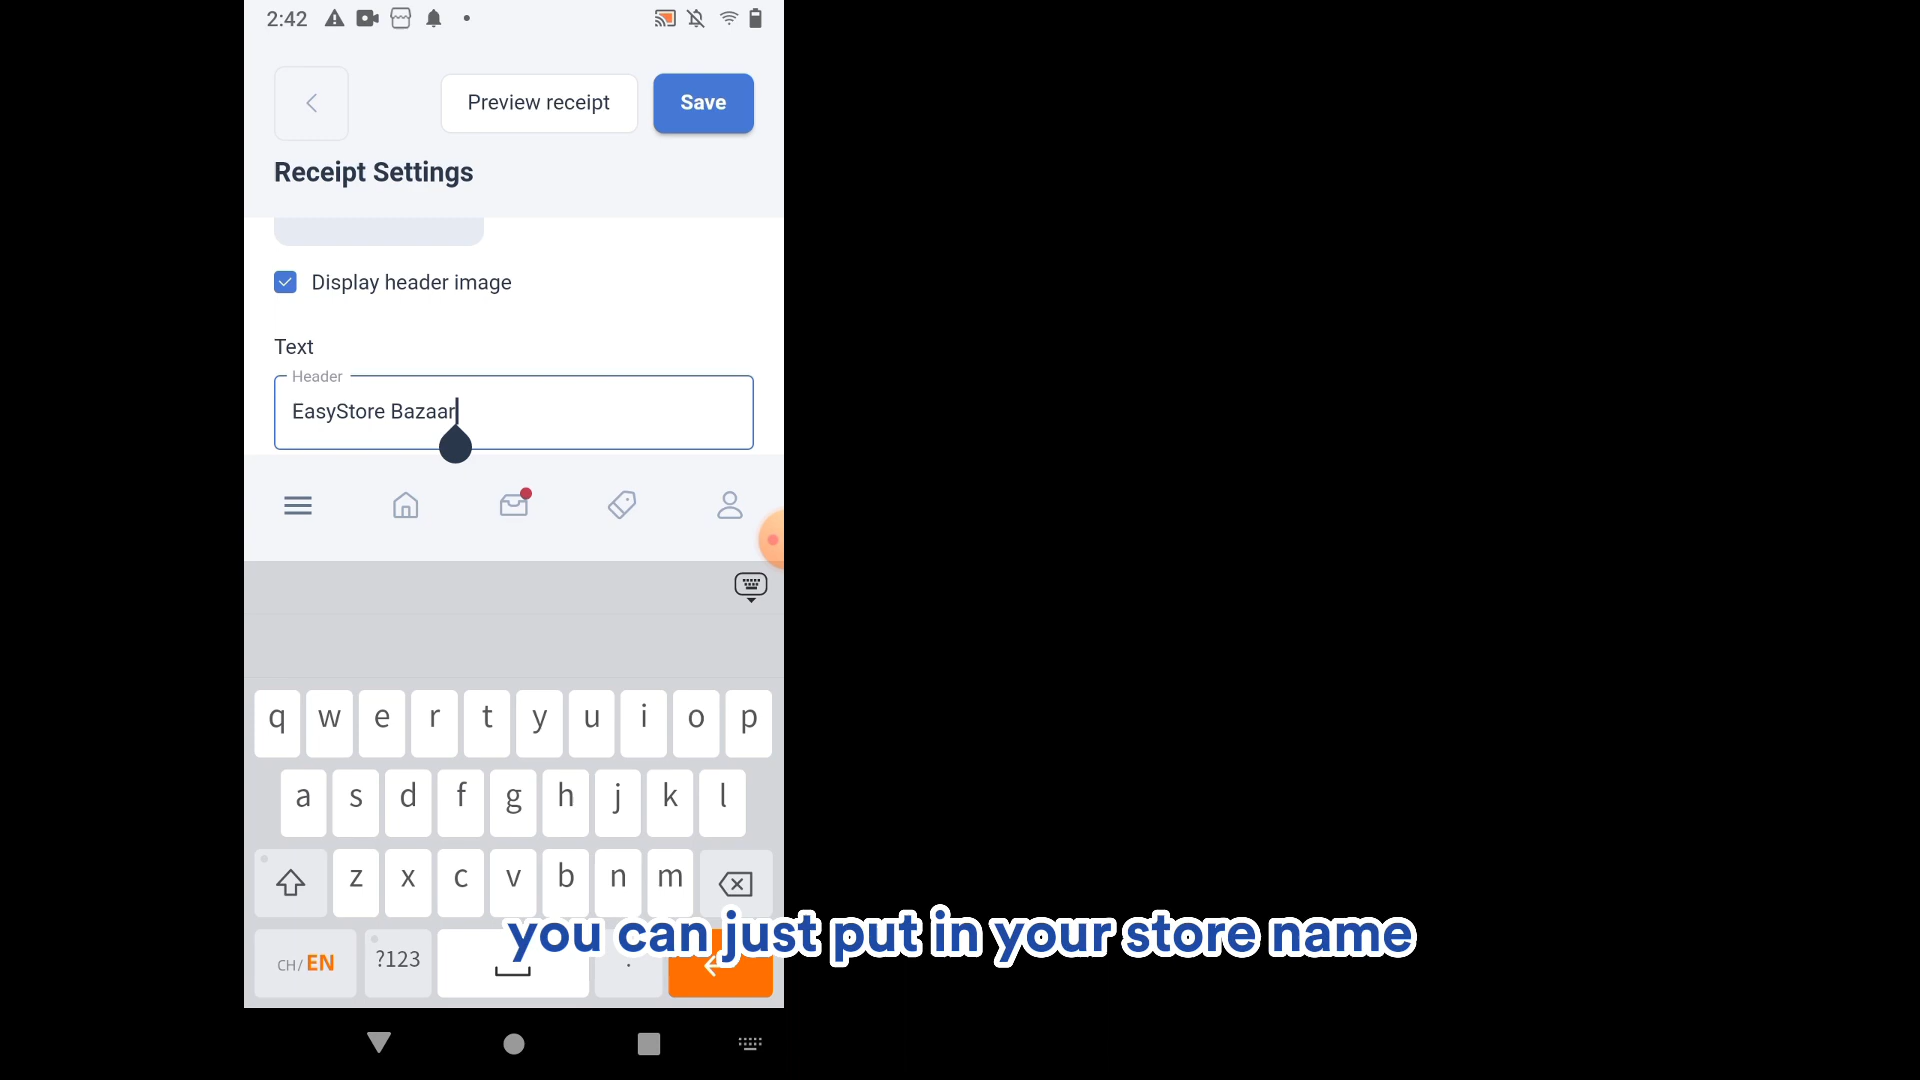 2:42
Preview receipt
Save
Receipt Settings
Display header image
Text
Header
EasyStore Bazaar
q w e r t y u i o p
a s d f g h j k l
z x c v b n m
you can just put in your store name
CH/EN ?123 .